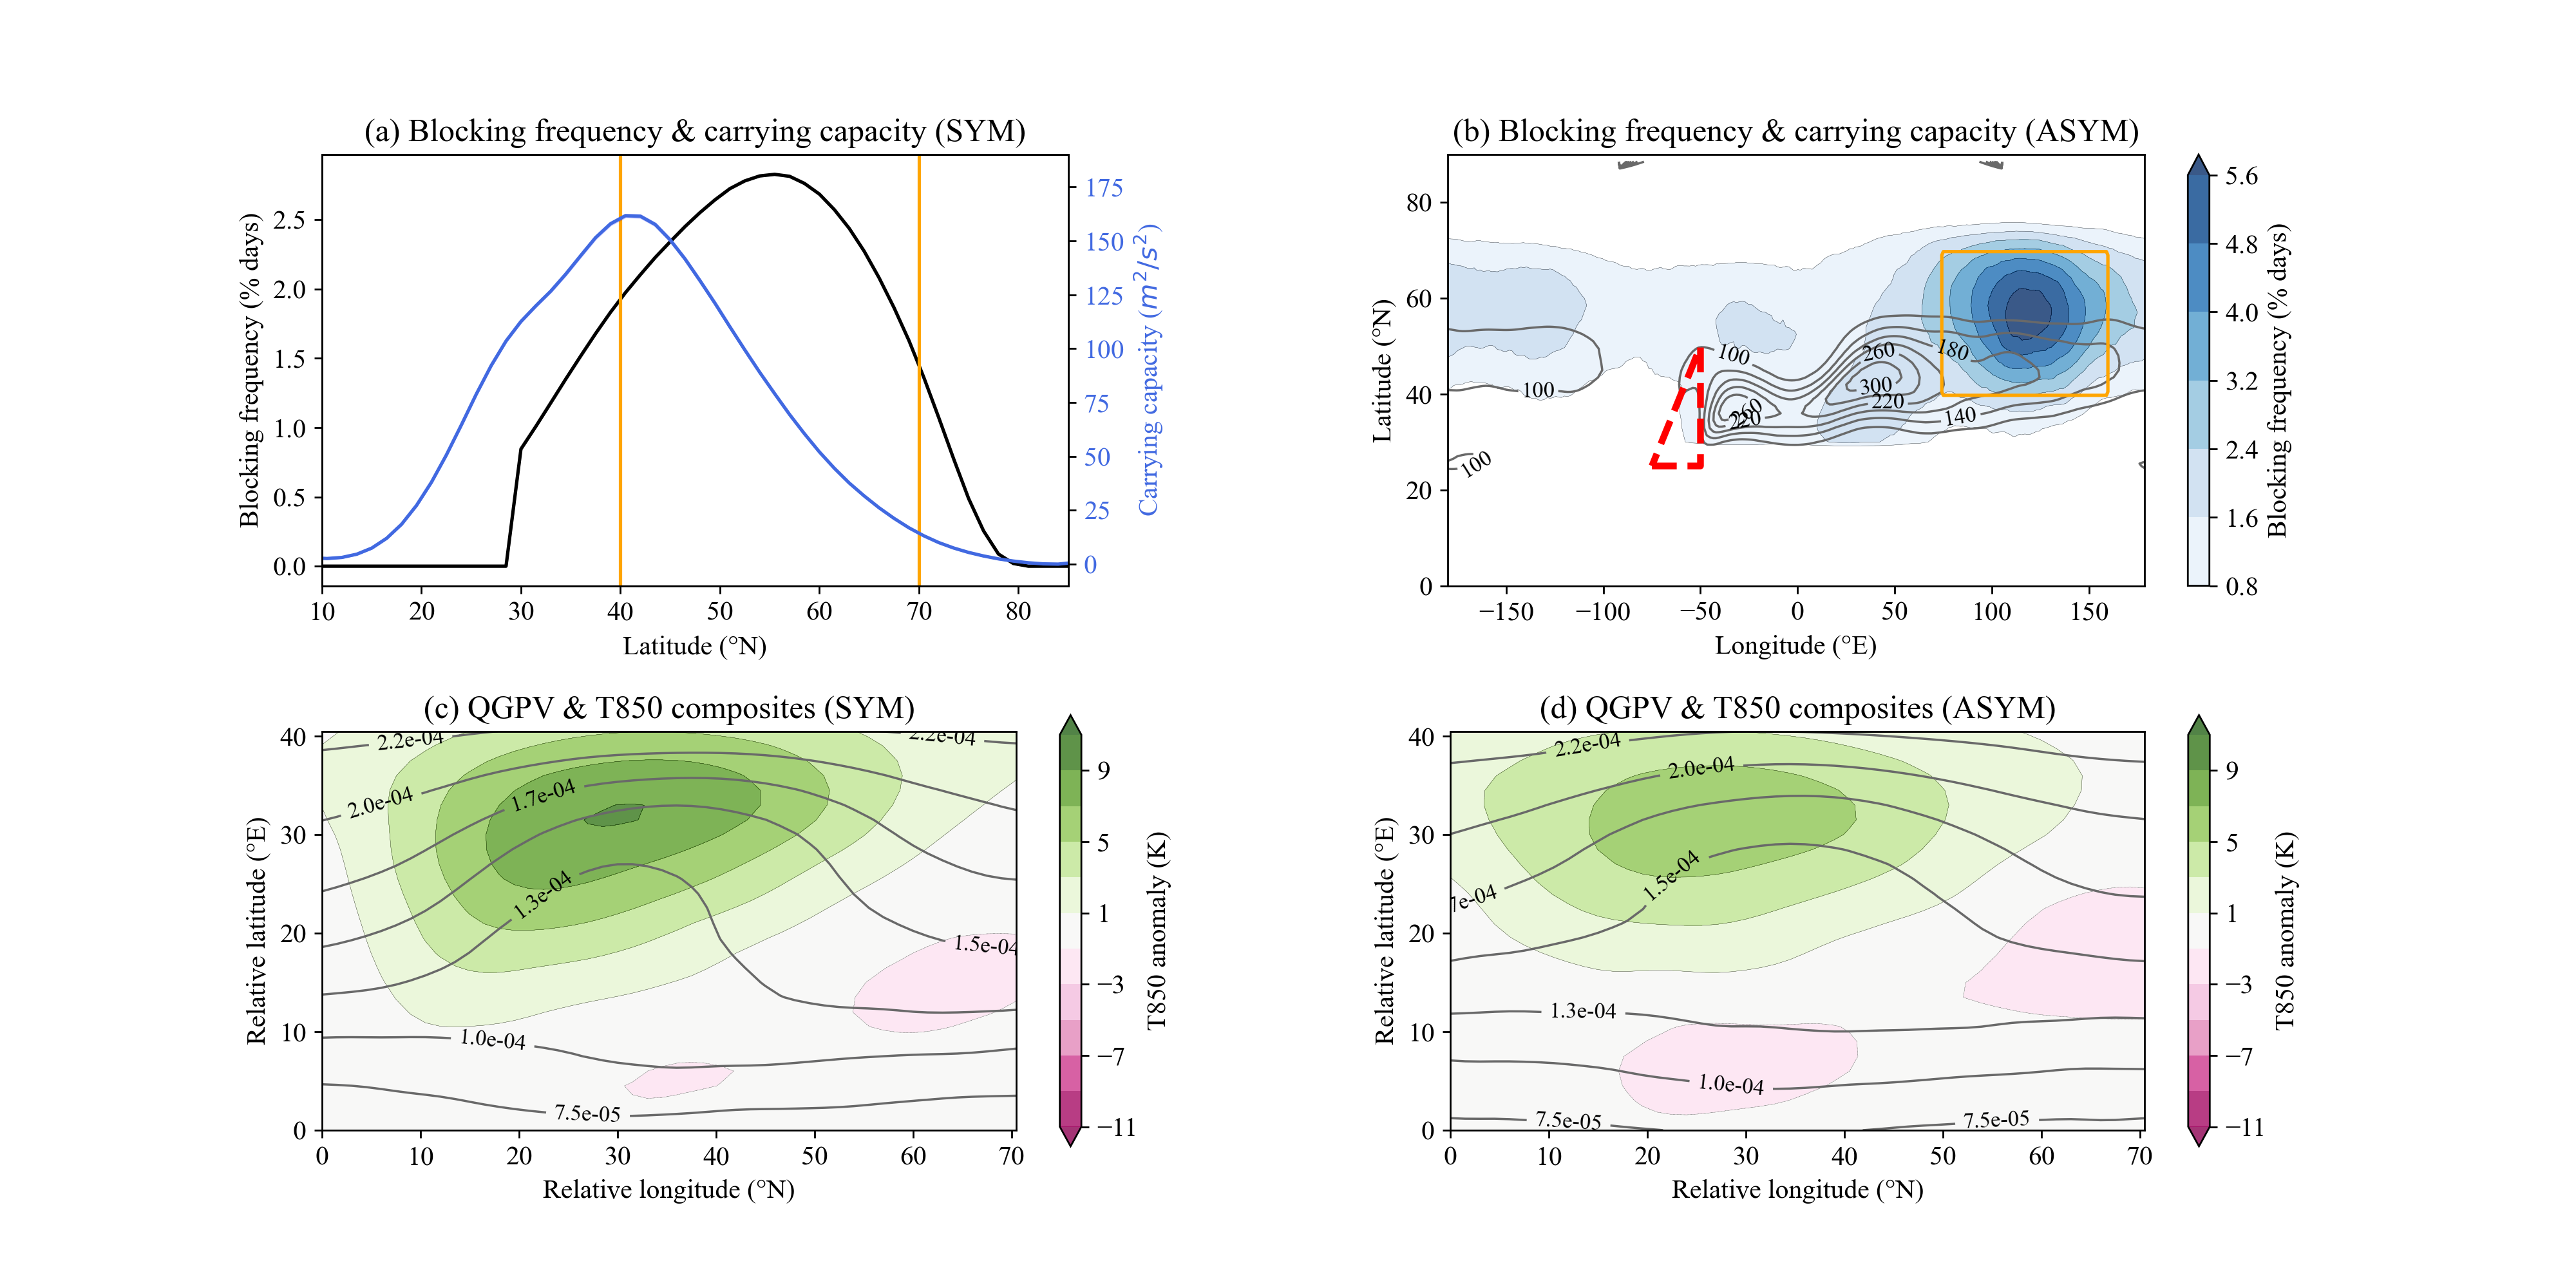 (a) Blocking frequency & carrying capacity (SYM)
Blocking frequency (% days)
2.5
2.0
1.5
1.0
0.5
0.0
10 20 30 40 50 60 70 80
Latitude (°N)
175
150
125
100
75
50
25
0
Carrying capacity (m²/s²)
(b) Blocking frequency & carrying capacity (ASYM)
Latitude (°N)
80
60
40
20
0
−150 −100 −50 0 50 100 150
Longitude (°E)
100
260
180
300
100
260
220
220
140
100
5.6
4.8
4.0
3.2
2.4
1.6
0.8
Blocking frequency (% days)
(c) QGPV & T850 composites (SYM)
Relative latitude (°E)
40
30
20
10
0
0 10 20 30 40 50 60 70
Relative longitude (°N)
2.2e-04
2.2e-04
2.0e-04
1.7e-04
1.3e-04
1.5e-04
1.0e-04
7.5e-05
9
5
1
−3
−7
−11
T850 anomaly (K)
(d) QGPV & T850 composites (ASYM)
Relative latitude (°E)
40
30
20
10
0
0 10 20 30 40 50 60 70
Relative longitude (°N)
2.2e-04
2.0e-04
1.5e-04
7e-04
1.3e-04
1.0e-04
7.5e-05
7.5e-05
9
5
1
−3
−7
−11
T850 anomaly (K)